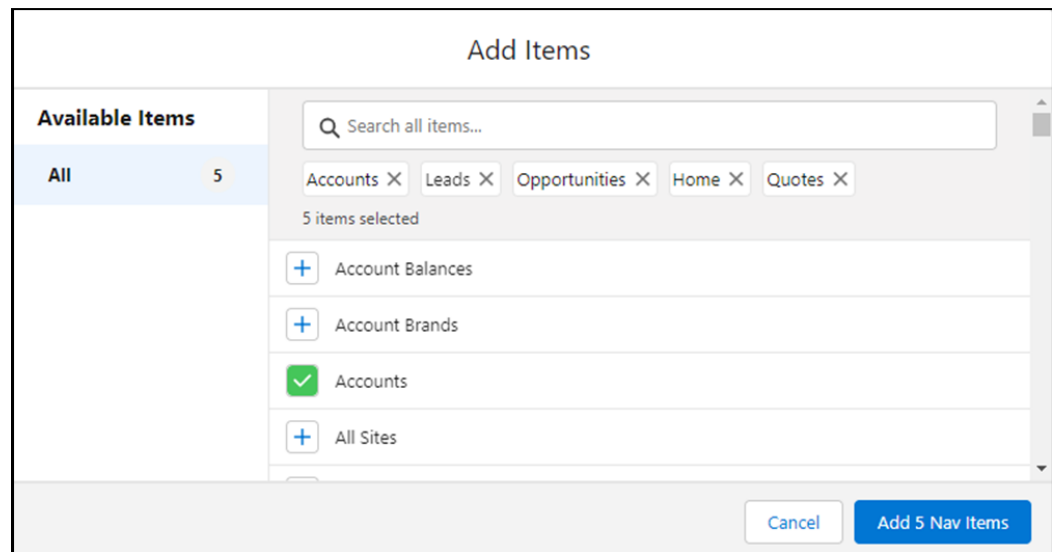 Add Items
Available Items
All 5
Search all items...
Accounts Leads Opportunities Home Quotes
5 items selected
Account Balances
Account Brands
Accounts
All Sites
Cancel Add 5 Nav Items